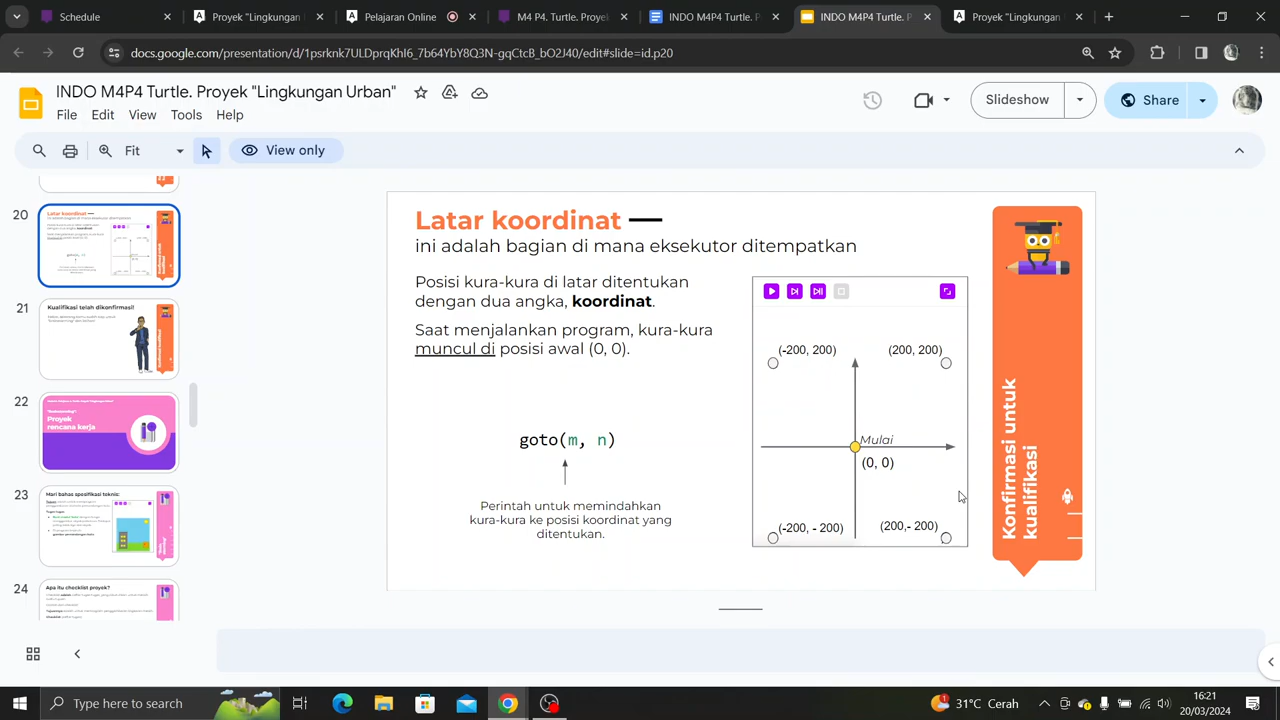 Schedule
Proyek "Lingkungan
Pelajaran Online
M4P4. Turtle. Proye
INDO M4P4 Turtle. P
INDO M4P4 Turtle. P
Proyek "Lingkungan
docs.google.com/presentation/d/1psrknk7ULDprqKhI6_7b64YbY8O3N-gqCtcB_bO2J40/edit#slide=id.p20
INDO M4P4 Turtle. Proyek "Lingkungan Urban"
File Edit View Tools Help
Slideshow
Share
Fit
View only
20
Latar koordinat —
21
Kualifikasi telah dikonfirmasi!
22
Proyek
rencana kerja
23
Mari bahas spesifikasi teknis:
24
Apa itu checklist proyek?
Latar koordinat —
ini adalah bagian di mana eksekutor ditempatkan
Posisi kura-kura di latar ditentukan
dengan dua angka, koordinat.
Saat menjalankan program, kura-kura
muncul di posisi awal (0, 0).
goto(m, n)
Perintah untuk memindahkan
kura-kura ke posisi koordinat yang
ditentukan.
(-200, 200)
(200, 200)
Mulai
(0, 0)
(-200, - 200)
(200,- 200)
Konfirmasi untuk
kualifikasi
Type here to search
31°C Cerah
16:21
20/03/2024